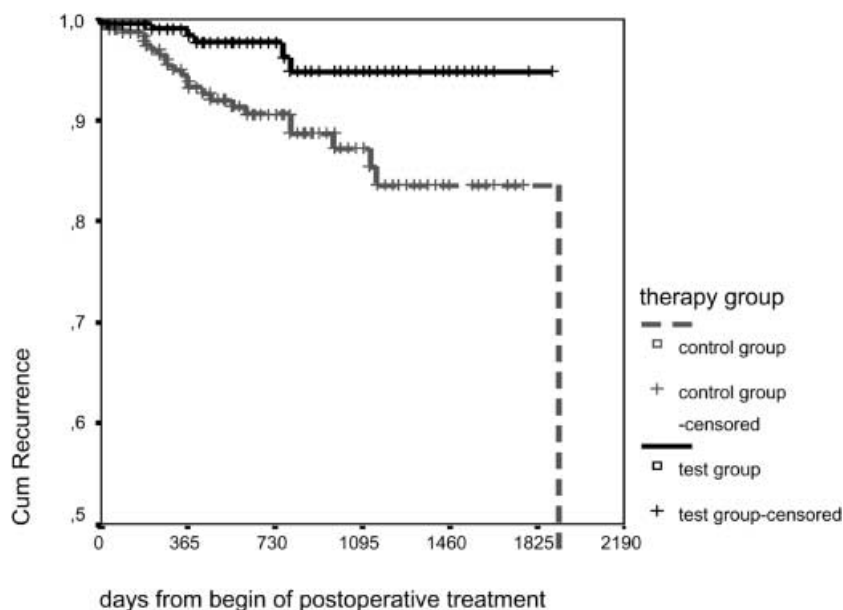 1,0
,9
,8
,7
,6
,5
Cum Recurrence
0 365 730 1095 1460 1825 2190
days from begin of postoperative treatment
therapy group
control group
control group
-censored
test group
test group-censored